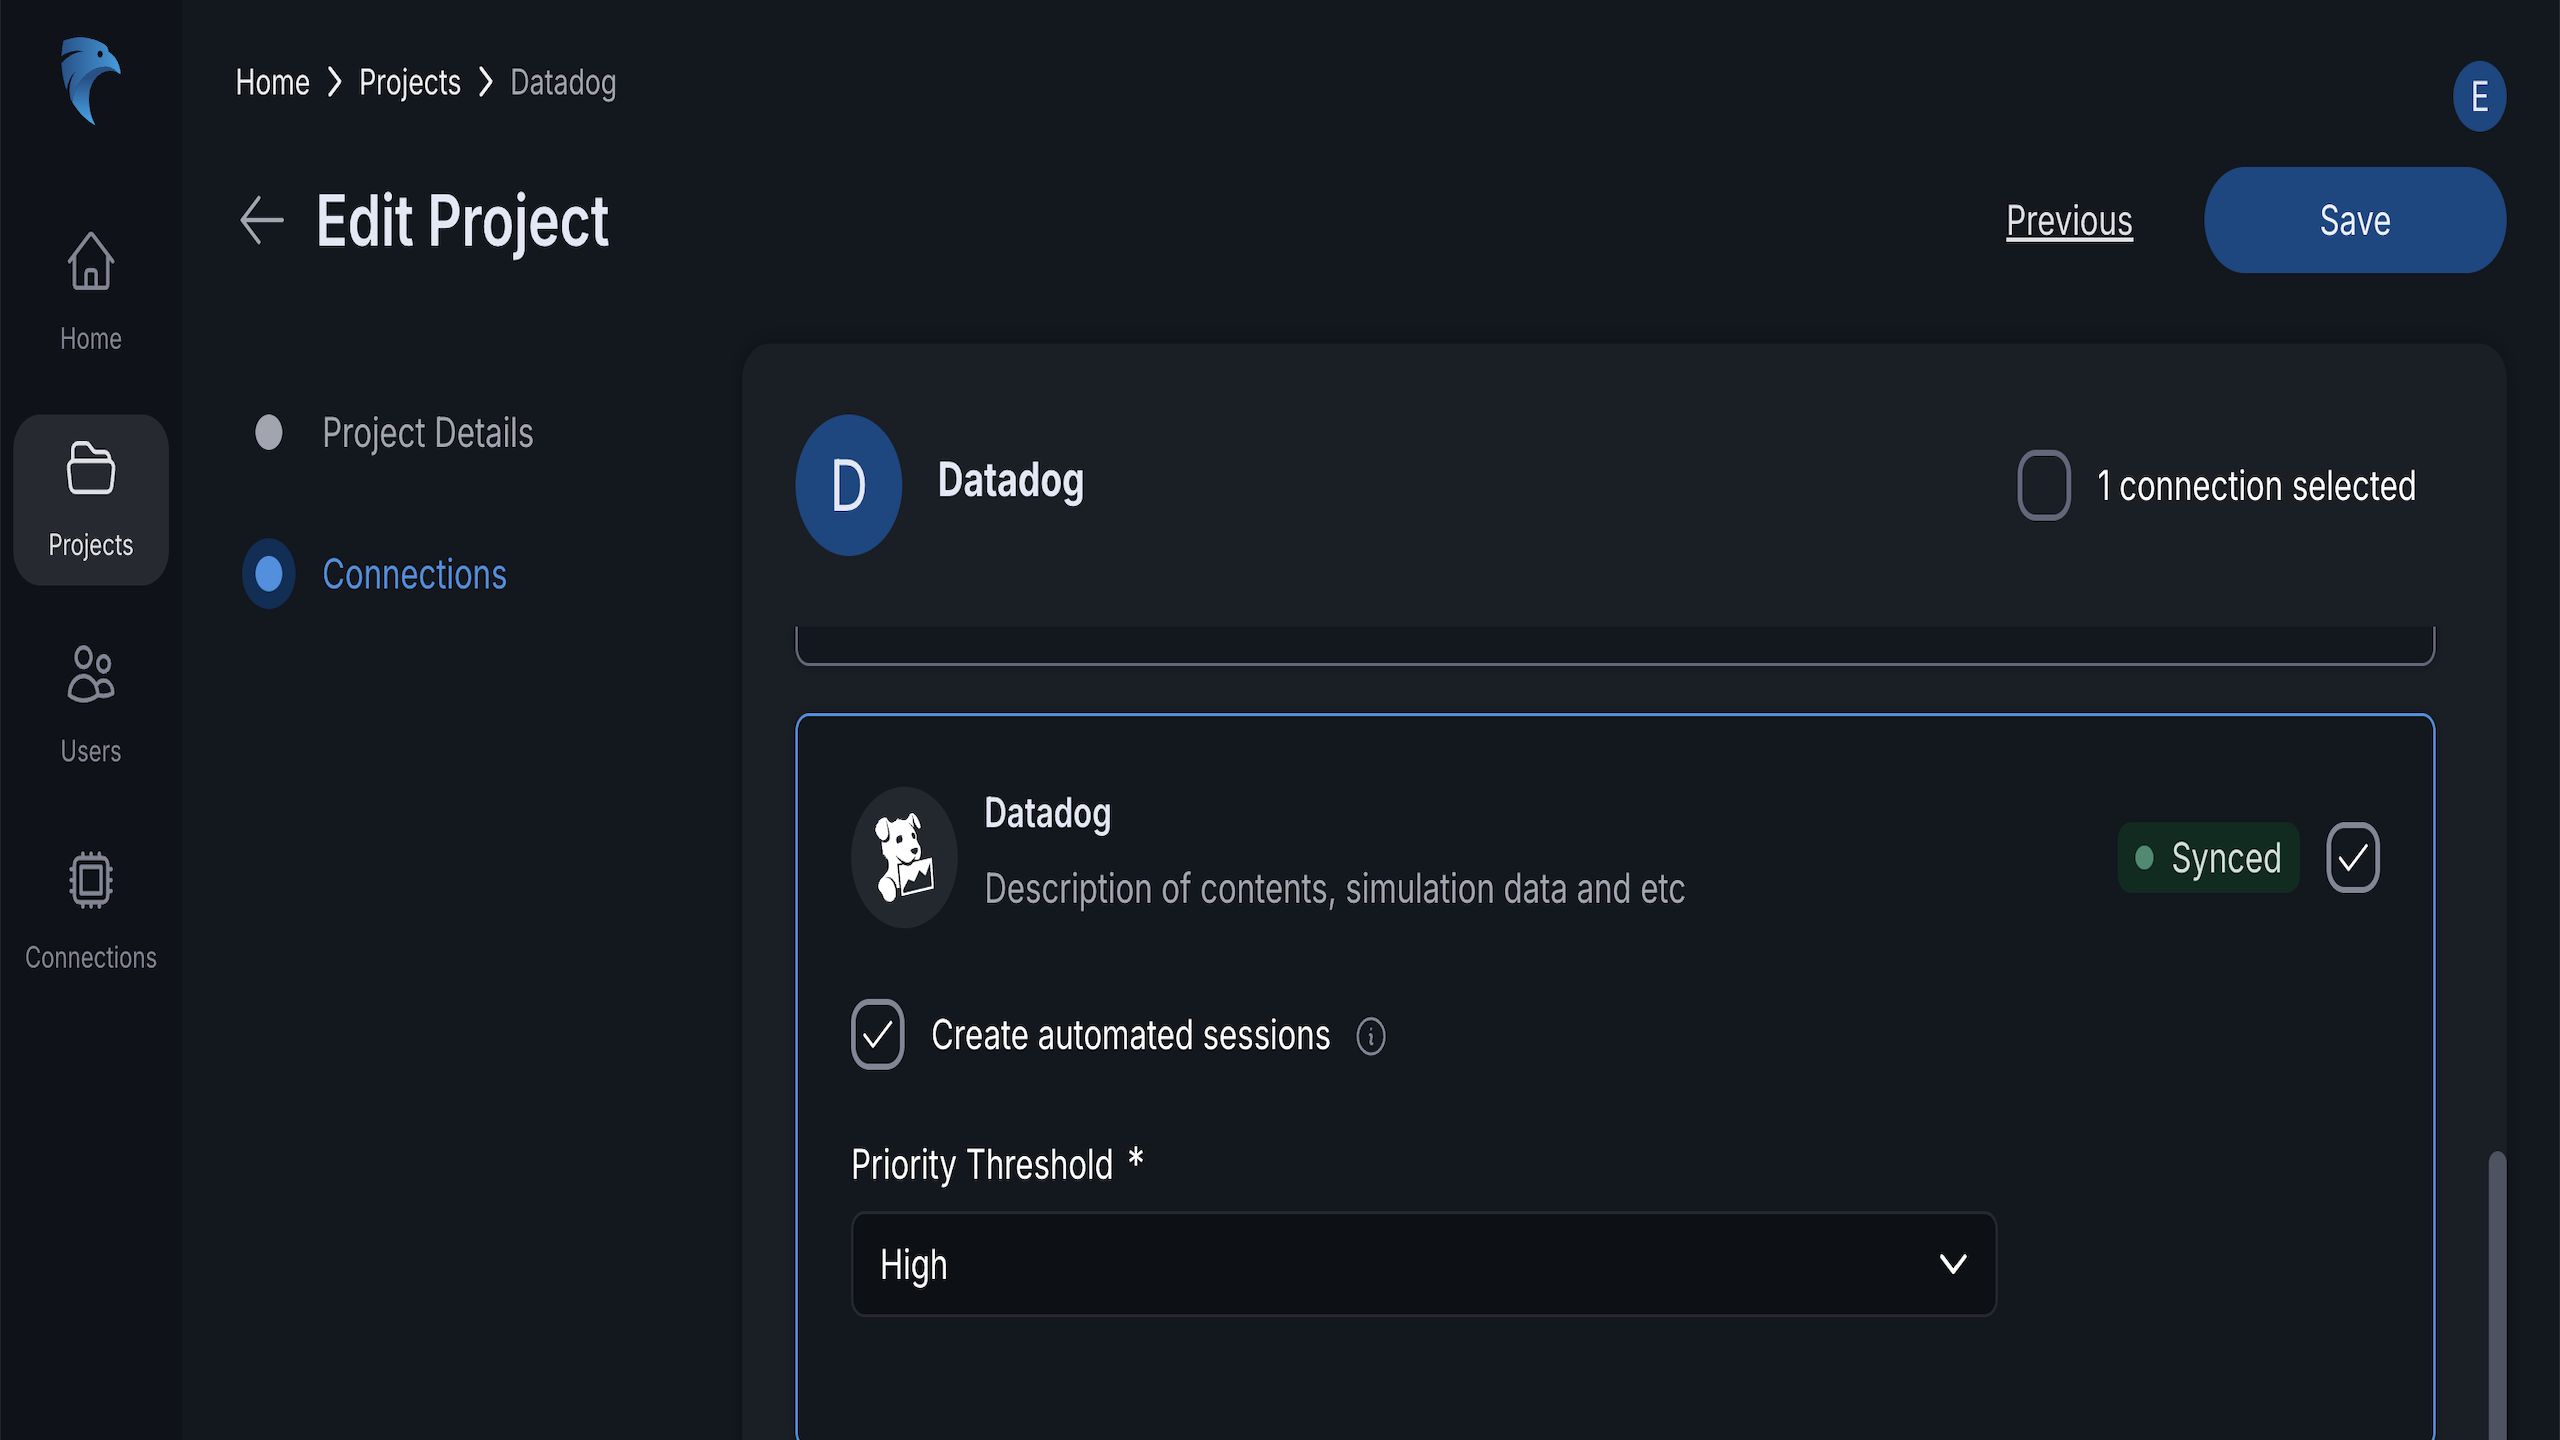 Home > Projects > Datadog
E
Edit Project
Previous
Save
Home
Projects
Users
Connections
Project Details
Connections
D
Datadog
1 connection selected
Datadog
Description of contents, simulation data and etc
Synced
Create automated sessions
Priority Threshold *
High